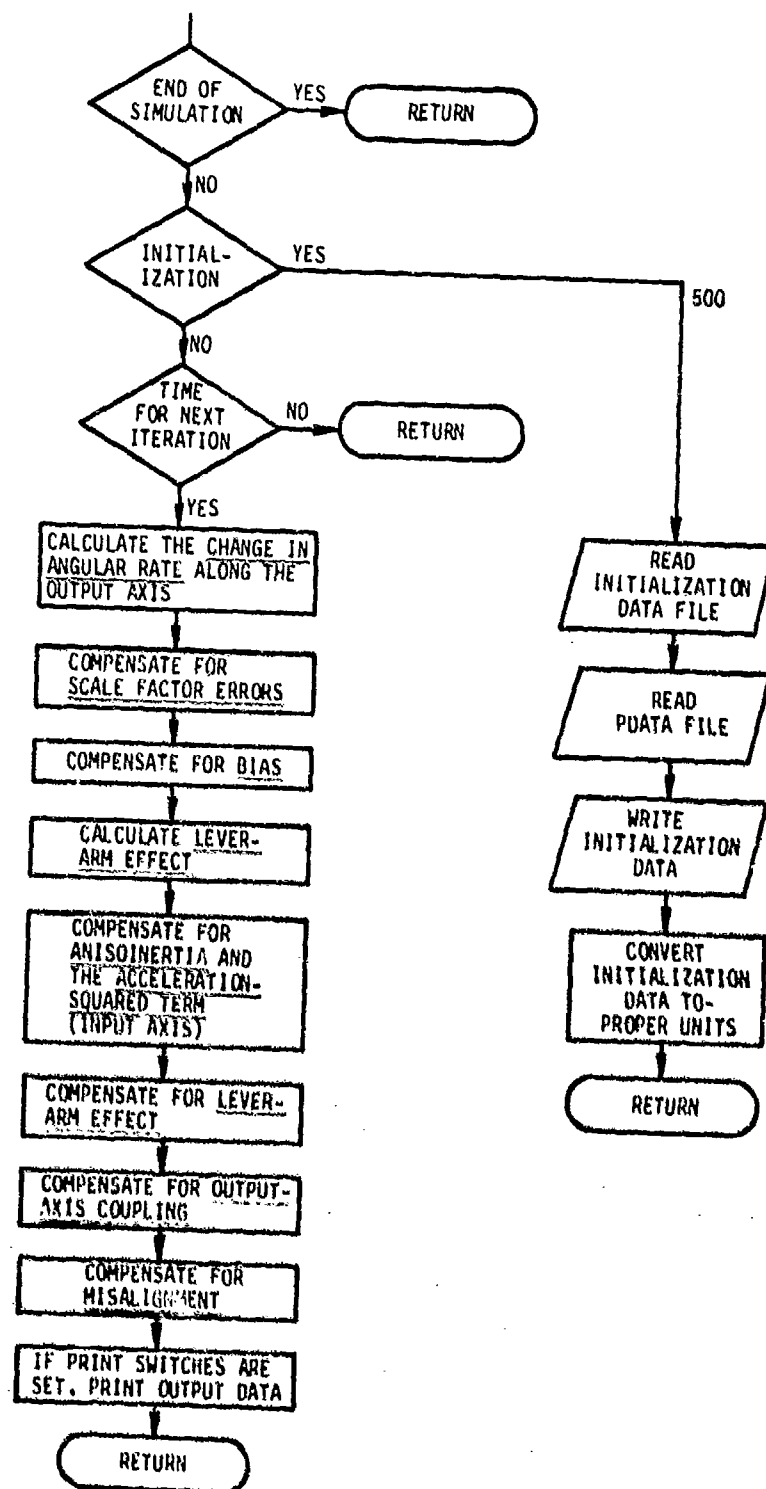 END OF
SIMULATION
YES
RETURN
NO
INITIAL-
IZATION
YES
500
NO
TIME
FOR NEXT
ITERATION
NO
RETURN
YES
CALCULATE THE CHANGE IN
ANGULAR RATE ALONG THE
OUTPUT AXIS
COMPENSATE FOR
SCALE FACTOR ERRORS
COMPENSATE FOR BIAS
CALCULATE LEVER-
ARM EFFECT
COMPENSATE FOR
ANISOINERTIA AND
THE ACCELERATION-
SQUARED TERM
(INPUT AXIS)
COMPENSATE FOR LEVER-
ARM EFFECT
COMPENSATE FOR OUTPUT-
AXIS COUPLING
COMPENSATE FOR
MISALIGNMENT
IF PRINT SWITCHES ARE
SET, PRINT OUTPUT DATA
RETURN
READ
INITIALIZATION
DATA FILE
READ
PDATA FILE
WRITE
INITIALIZATION
DATA
CONVERT
INITIALIZATION
DATA TO-
PROPER UNITS
RETURN